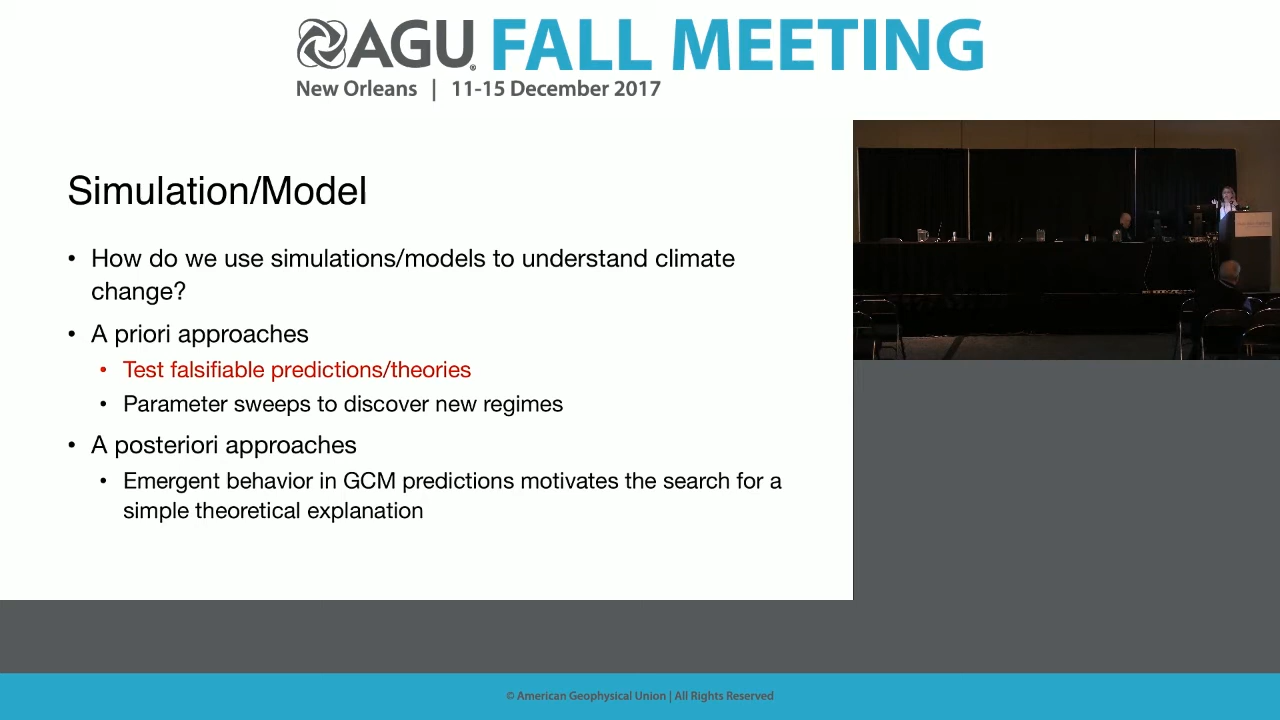 AGU FALL MEETING
New Orleans | 11-15 December 2017
Simulation/Model
• How do we use simulations/models to understand climate
change?
• A priori approaches
• Test falsifiable predictions/theories
• Parameter sweeps to discover new regimes
• A posteriori approaches
• Emergent behavior in GCM predictions motivates the search for a
simple theoretical explanation
© American Geophysical Union | All Rights Reserved